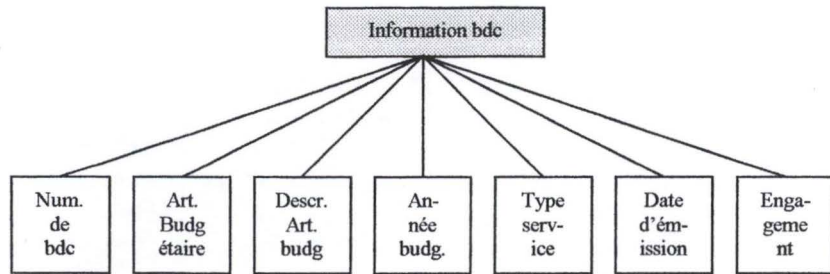 Information bdc
Num.
de
bdc
Art.
Budg
étaire
Descr.
Art.
budg
An-
née
budg.
Type
serv-
ice
Date
d'ém-
ission
Enga-
geme
nt